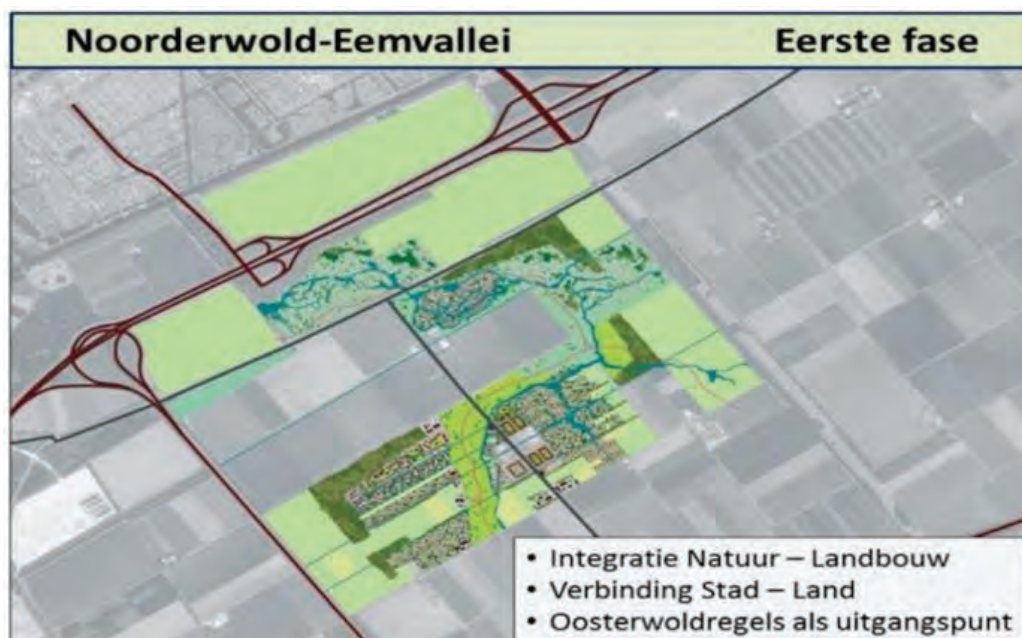 Noorderwold-Eemvallei Eerste fase
• Integratie Natuur – Landbouw
• Verbinding Stad – Land
• Oosterwoldregels als uitgangspunt